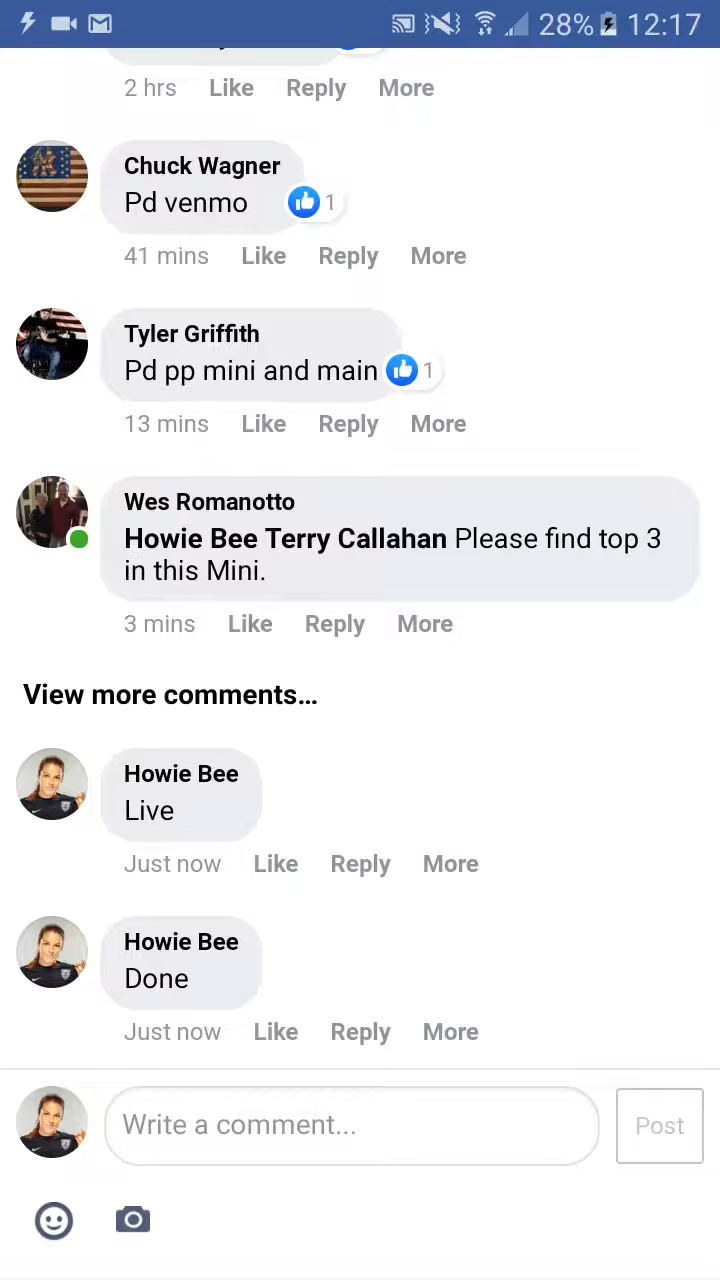 28% 12:17
2 hrs Like Reply More
Chuck Wagner
Pd venmo 1
41 mins Like Reply More
Tyler Griffith
Pd pp mini and main 1
13 mins Like Reply More
Wes Romanotto
Howie Bee Terry Callahan Please find top 3
in this Mini.
3 mins Like Reply More
View more comments...
Howie Bee
Live
Just now Like Reply More
Howie Bee
Done
Just now Like Reply More
Write a comment... Post